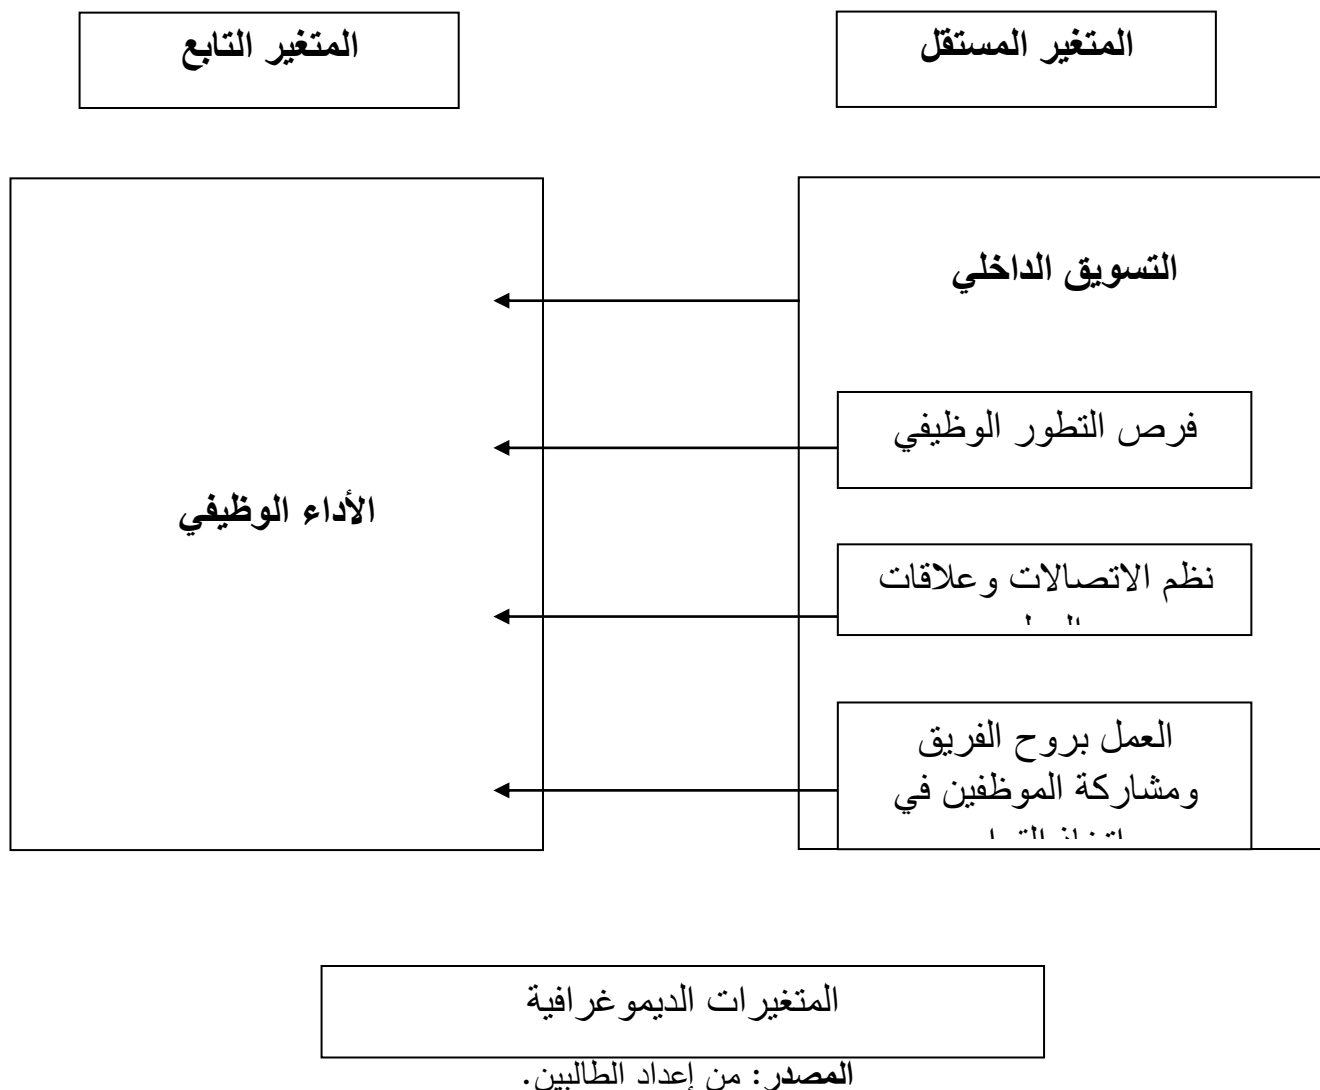 المتغير المستقل
المتغير التابع
التسويق الداخلي
فرص التطور الوظيفي
نظم الاتصالات وعلاقات
العمل بروح الفريق
ومشاركة الموظفين في
الأداء الوظيفي
المتغيرات الديموغرافية
المصدر: من إعداد الطالبين.